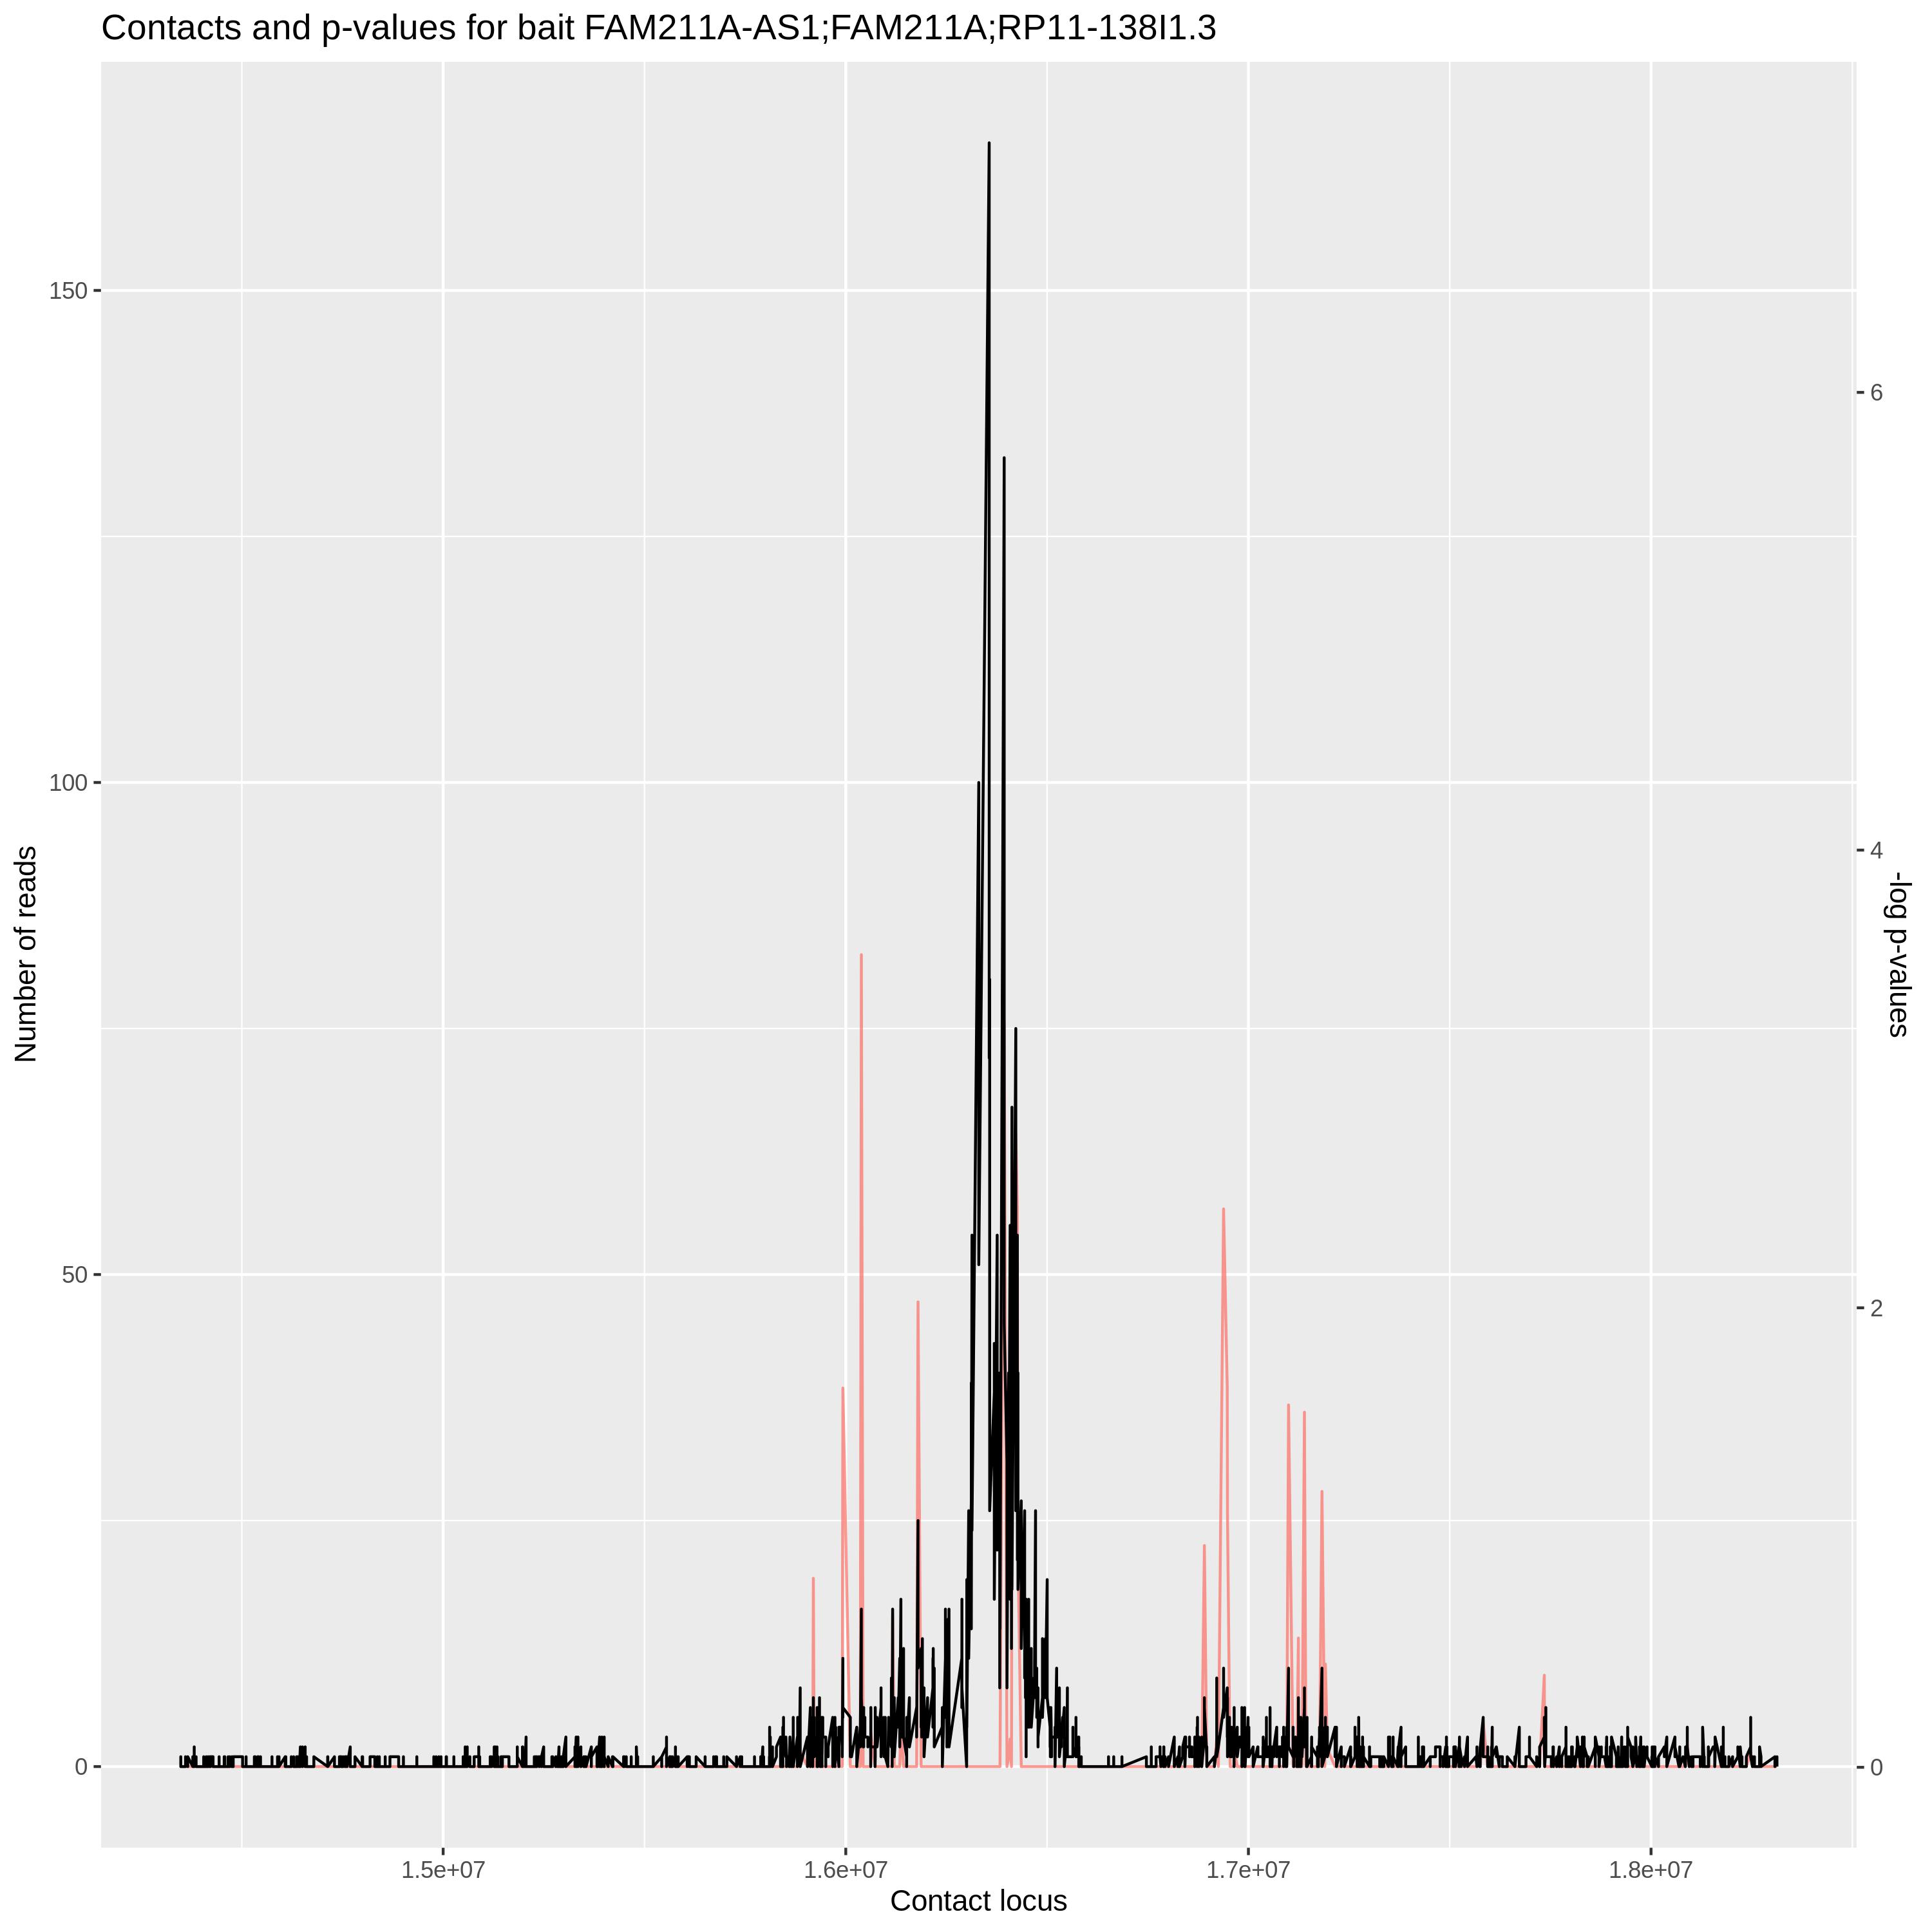 Contacts and p-values for bait FAM211A-AS1;FAM211A;RP11-138I1.3
150
100
50
0
Number of reads
6
4
2
0
-log p-values
1.5e+07 1.6e+07 1.7e+07 1.8e+07
Contact locus